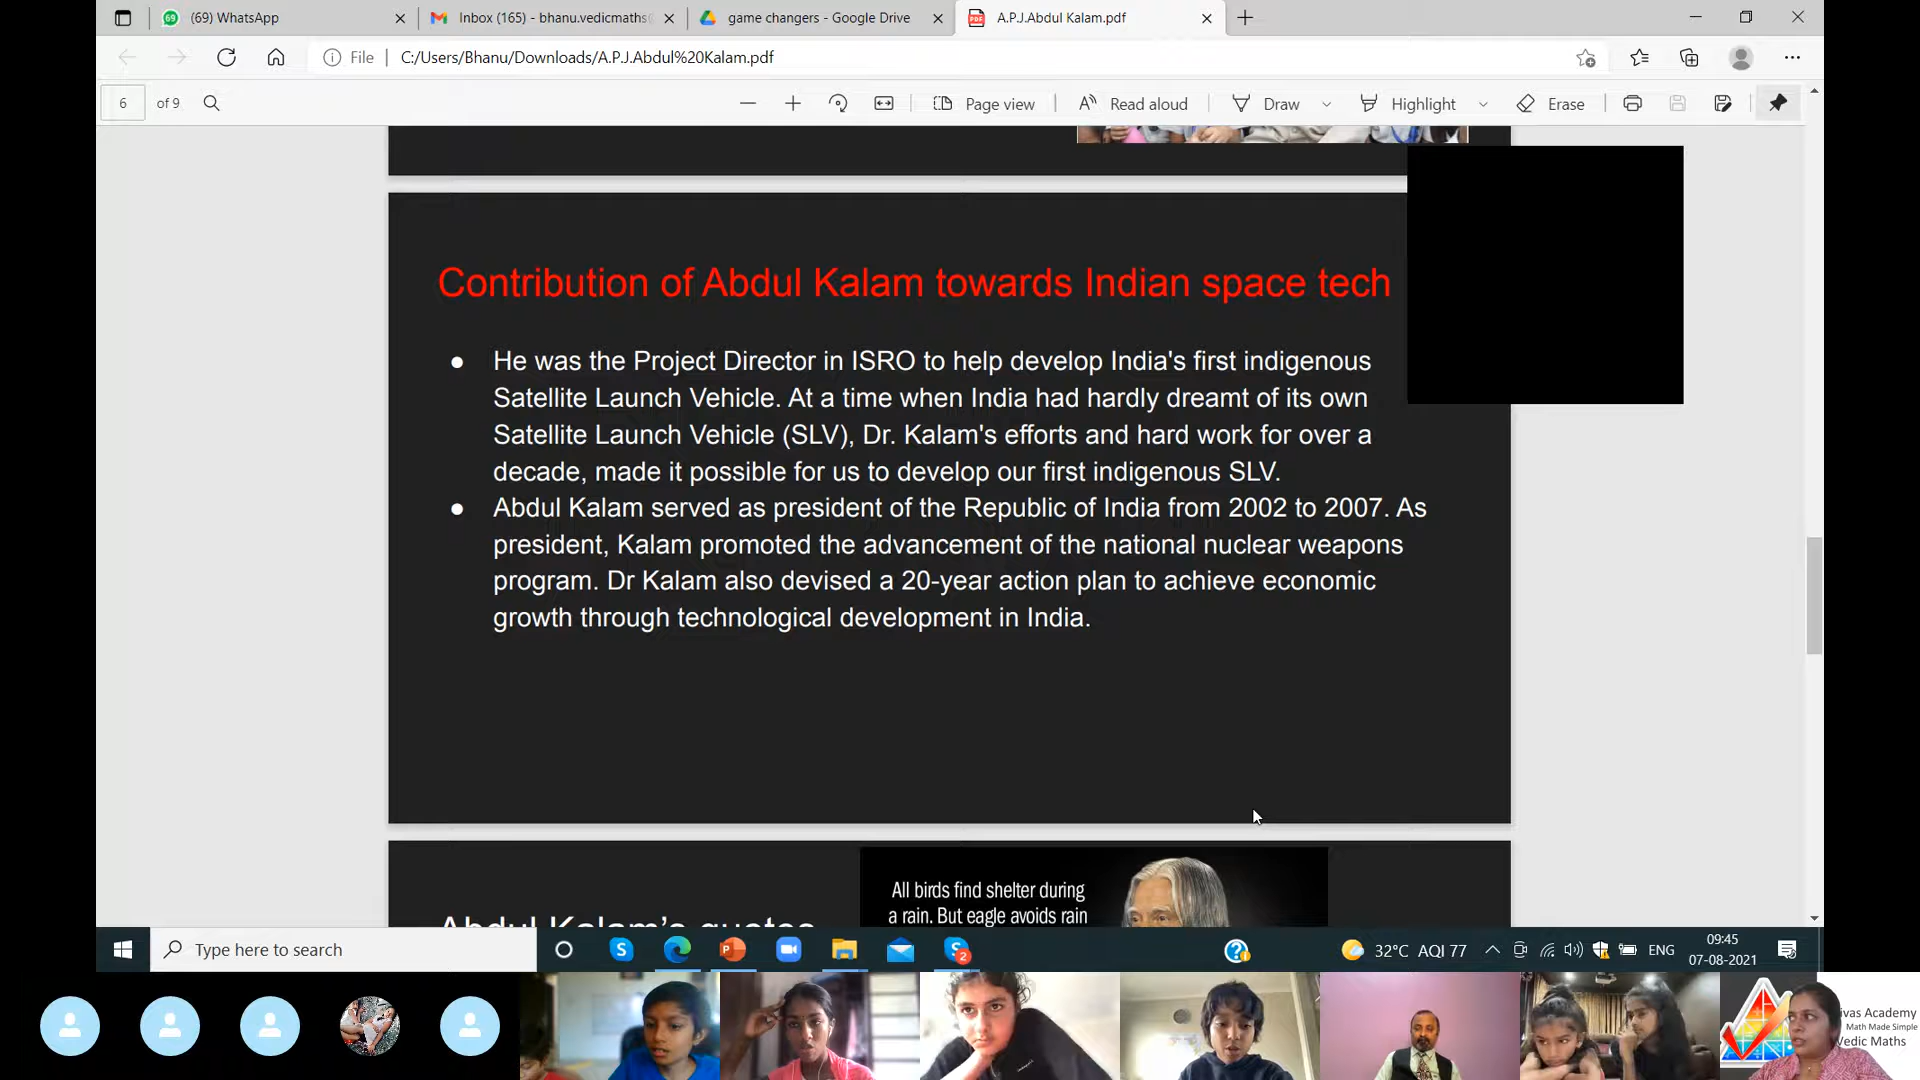 (69) WhatsApp
Inbox (165) - bhanu.vedicmaths
game changers - Google Drive
A.P.J.Abdul Kalam.pdf
File
C:/Users/Bhanu/Downloads/A.P.J.Abdul%20Kalam.pdf
6
of 9
Page view
Read aloud
Draw
Highlight
Erase
Contribution of Abdul Kalam towards Indian space tech
● He was the Project Director in ISRO to help develop India's first indigenous
Satellite Launch Vehicle. At a time when India had hardly dreamt of its own
Satellite Launch Vehicle (SLV), Dr. Kalam's efforts and hard work for over a
decade, made it possible for us to develop our first indigenous SLV.
● Abdul Kalam served as president of the Republic of India from 2002 to 2007. As
president, Kalam promoted the advancement of the national nuclear weapons
program. Dr Kalam also devised a 20-year action plan to achieve economic
growth through technological development in India.
Abdul Kalam's quotes
All birds find shelter during
a rain. But eagle avoids rain
Type here to search
32°C AQI 77
ENG
09:45
07-08-2021
ivas Academy
Math Made Simple
Vedic Maths